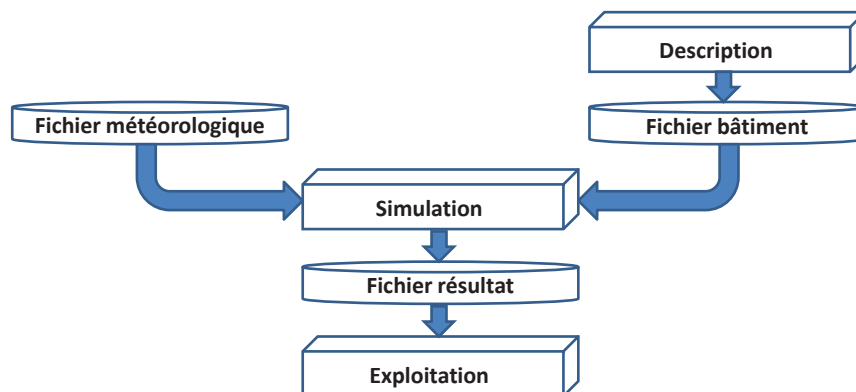 Description
Fichier météorologique
Fichier bâtiment
Simulation
Fichier résultat
Exploitation